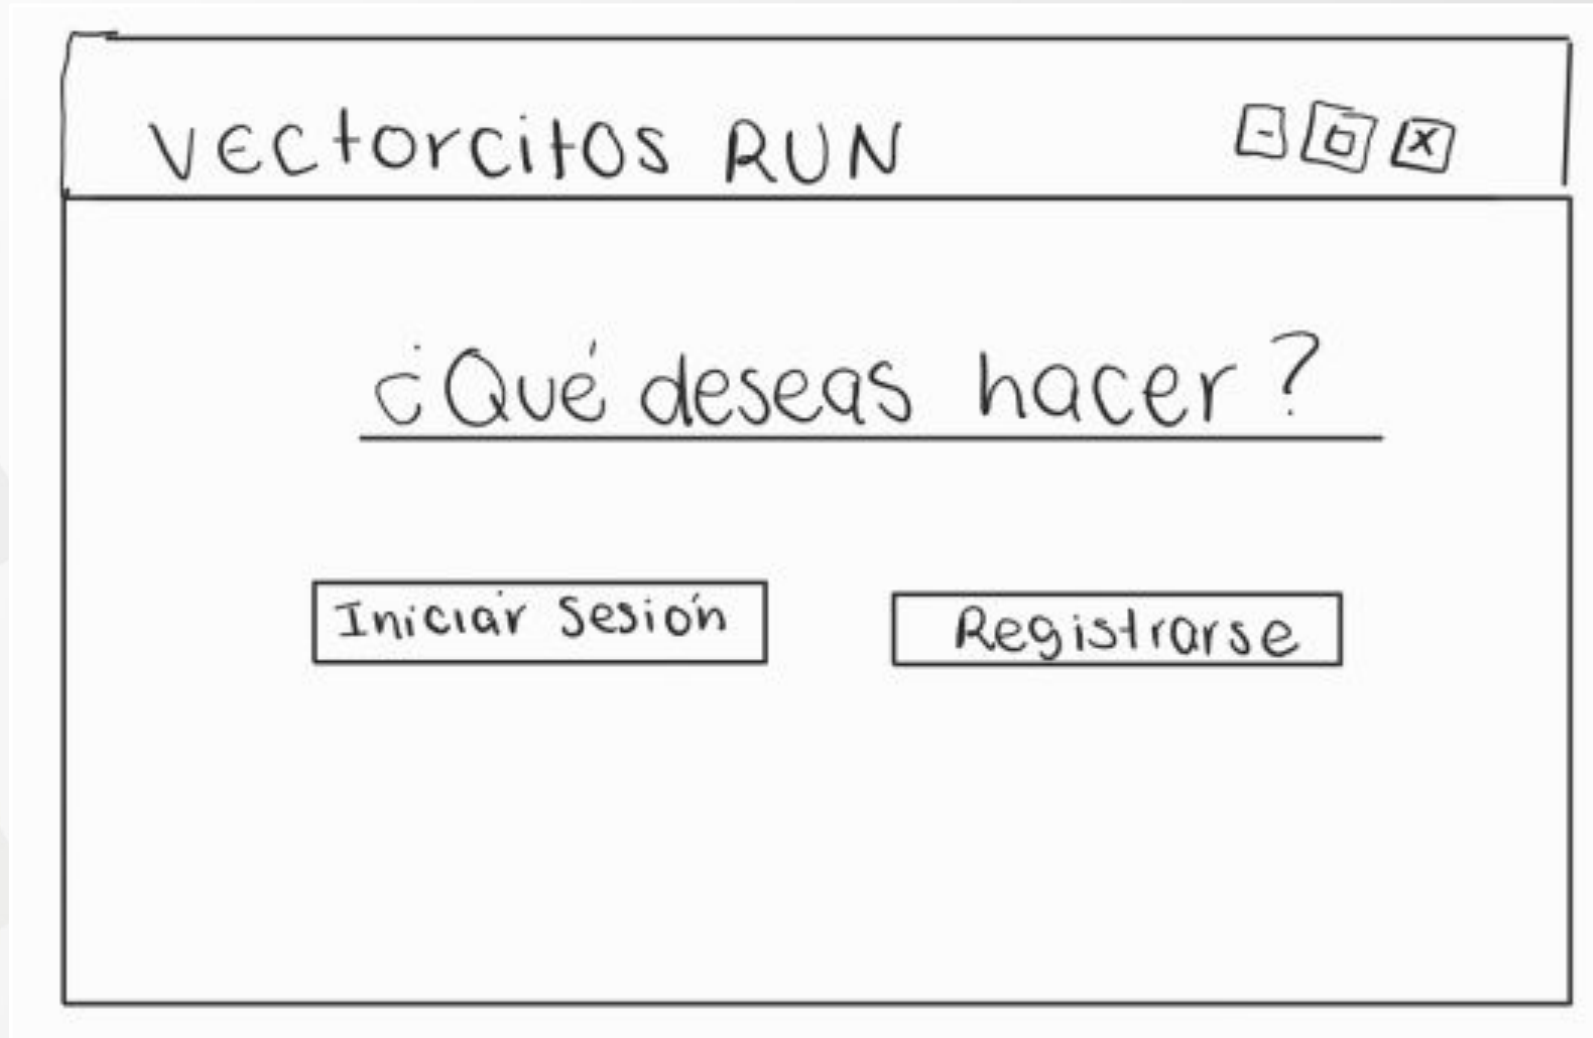 Vectorcitos RUN
¿Qué deseas hacer?
Iniciar Sesión
Registrarse